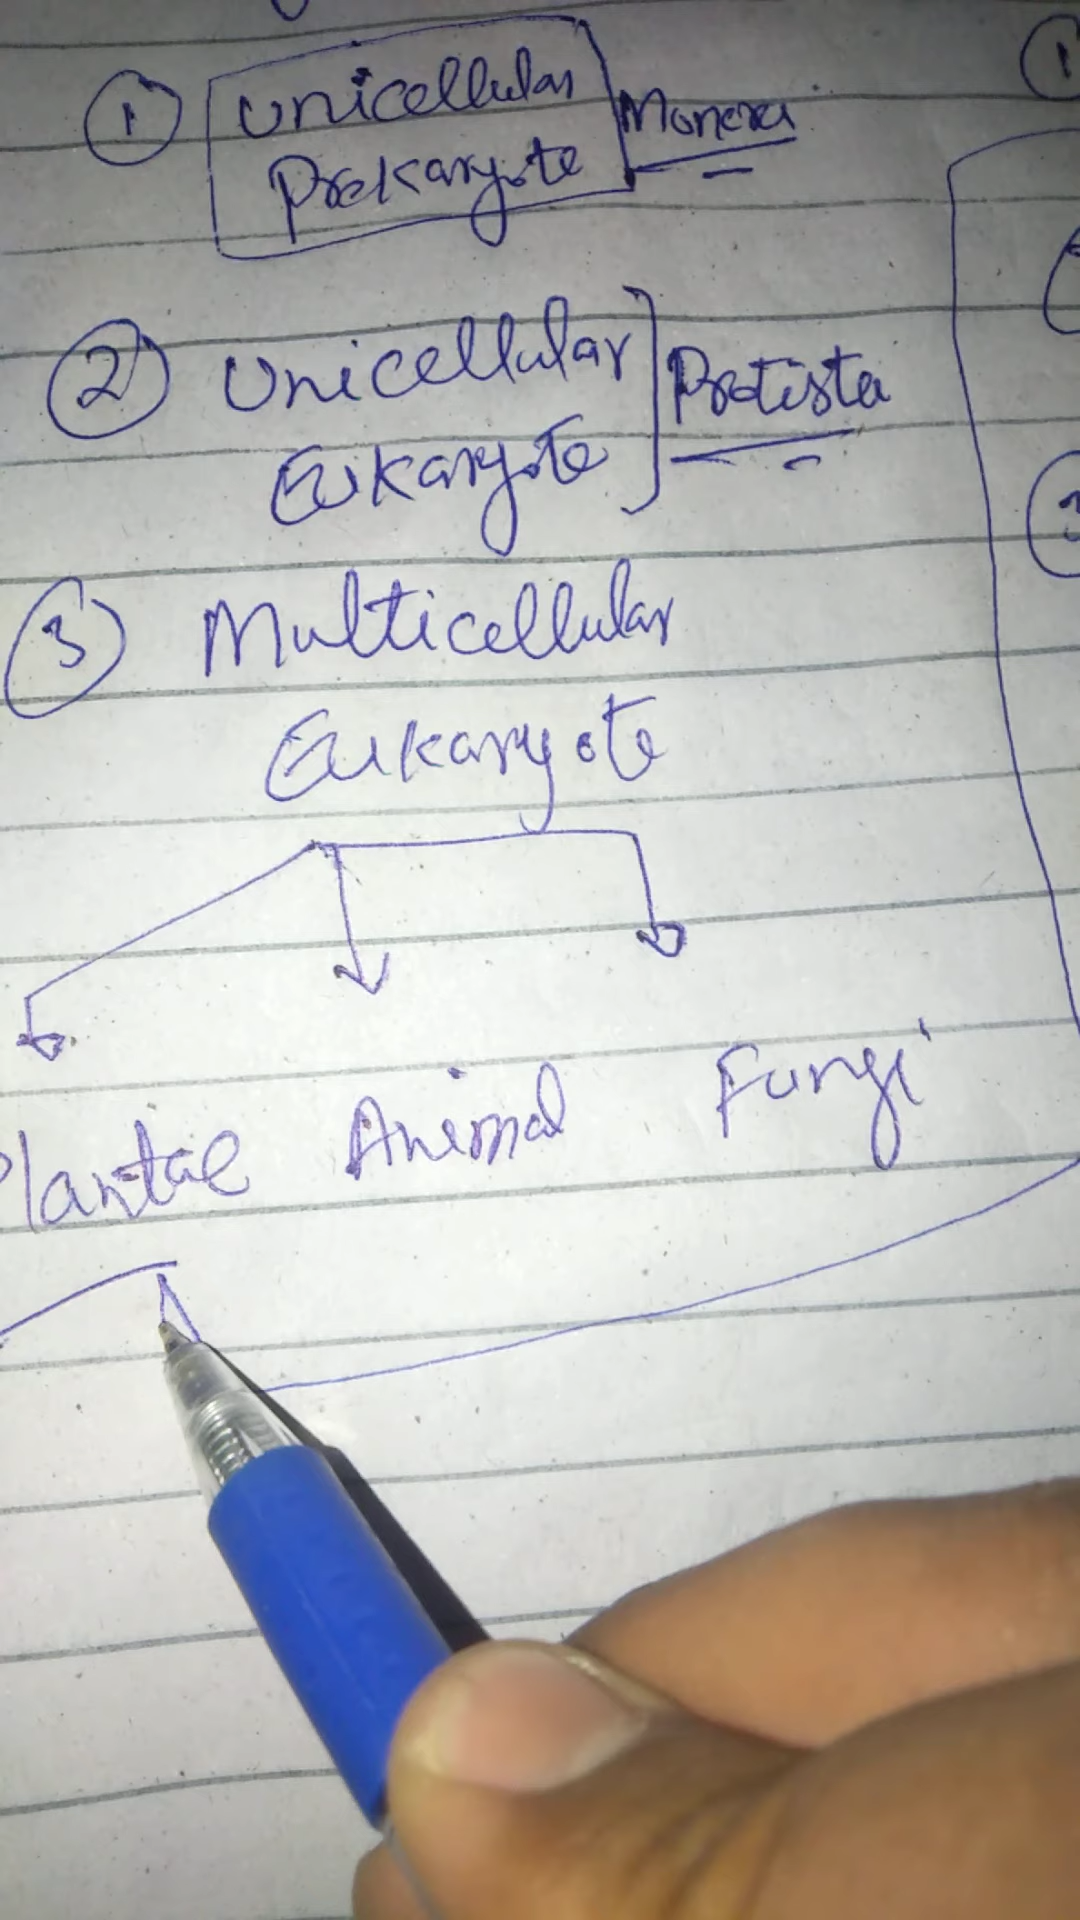 ① Unicellular
Prokaryote
Monera
② Unicellular
Eukaryote
Protista
③ Multicellular
Eukaryote
Plantae Animal Fungi